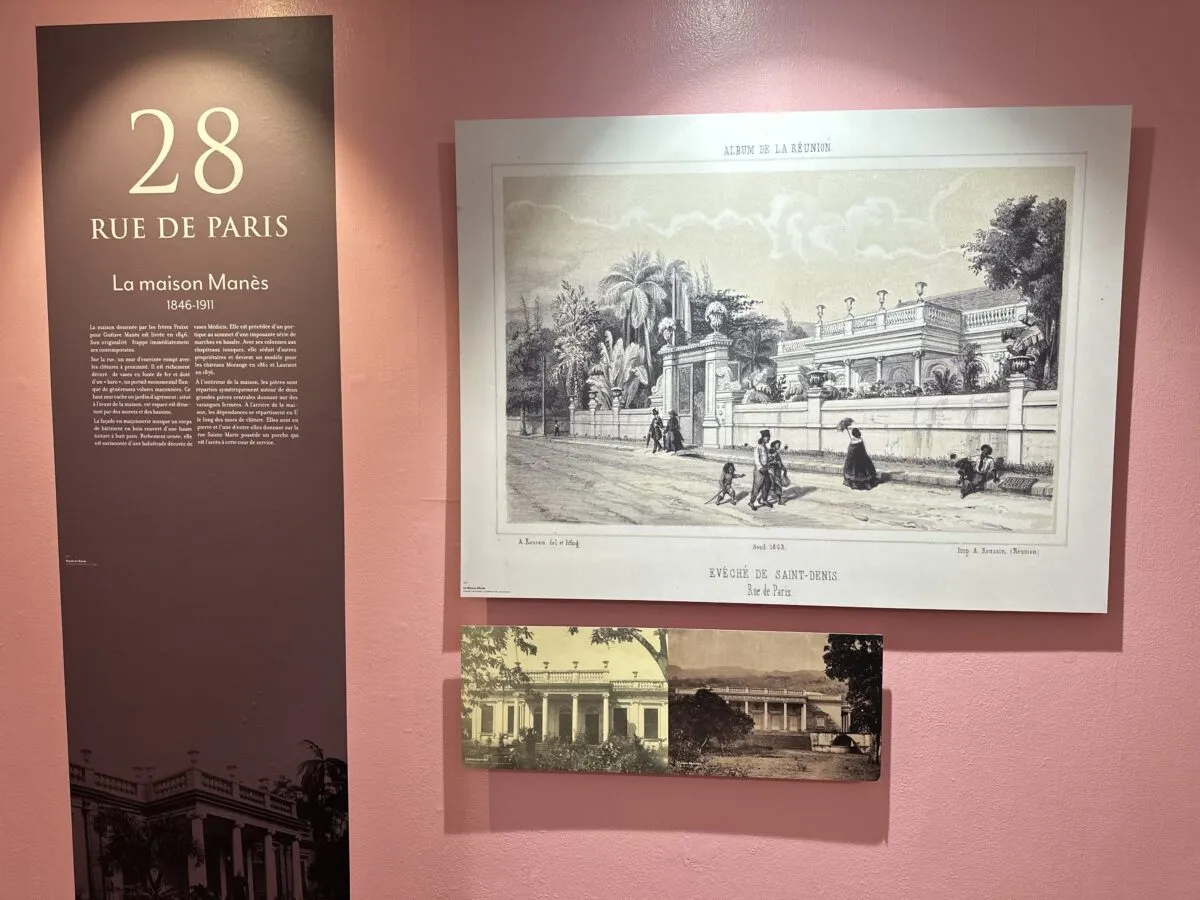 28
RUE DE PARIS
La maison Manès
1846-1911
La maison dessinée par les frères Fraixe
pour Gustave Manès est livrée en 1846.
Son originalité frappe immédiatement
ses contemporains.
Sur la rue, un mur d'exertise rompt avec
les clôtures à proximité. Il est richement
décoré de vases en fonte de fer et doté
d'un « baro », un portail monumental flan-
qué de généreuses volutes maçonnées. Ce
haut mur cache un jardin d'agrément : situé
à l'avant de la maison, cet espace est struc-
turé par des murets et des bassins.
La façade en maçonnerie masque un corps
de bâtiment en bois couvert d'une haute
toiture à huit pans. Richement ornée, elle
est surmontée d'une balustrade décorée de
vases Médicis. Elle est précédée d'un por-
tique au sommet d'une imposante série de
marches en basalte. Avec ses colonnes aux
chapiteaux ioniques, elle séduit d'autres
propriétaires et devient un modèle pour
les châteaux Morange en 1861 et Lauratet
en 1876.
À l'intérieur de la maison, les pièces sont
réparties symétriquement autour de deux
grandes pièces centrales donnant sur des
varangues fermées. À l'arrière de la mai-
son, les dépendances se répartissent en U
le long des murs de clôture. Elles sont en
pierre et l'une d'entre elles donnant sur la
rue Sainte-Marie possède un porche qui
est l'accès à cette cour de service.
ALBUM DE LA RÉUNION.
A. Roussin, del et lithog.
Avril 1863.
Imp. A. Roussin, (Réunion)
EVÊCHÉ DE SAINT-DENIS.
Rue de Paris.
La Maison Manès